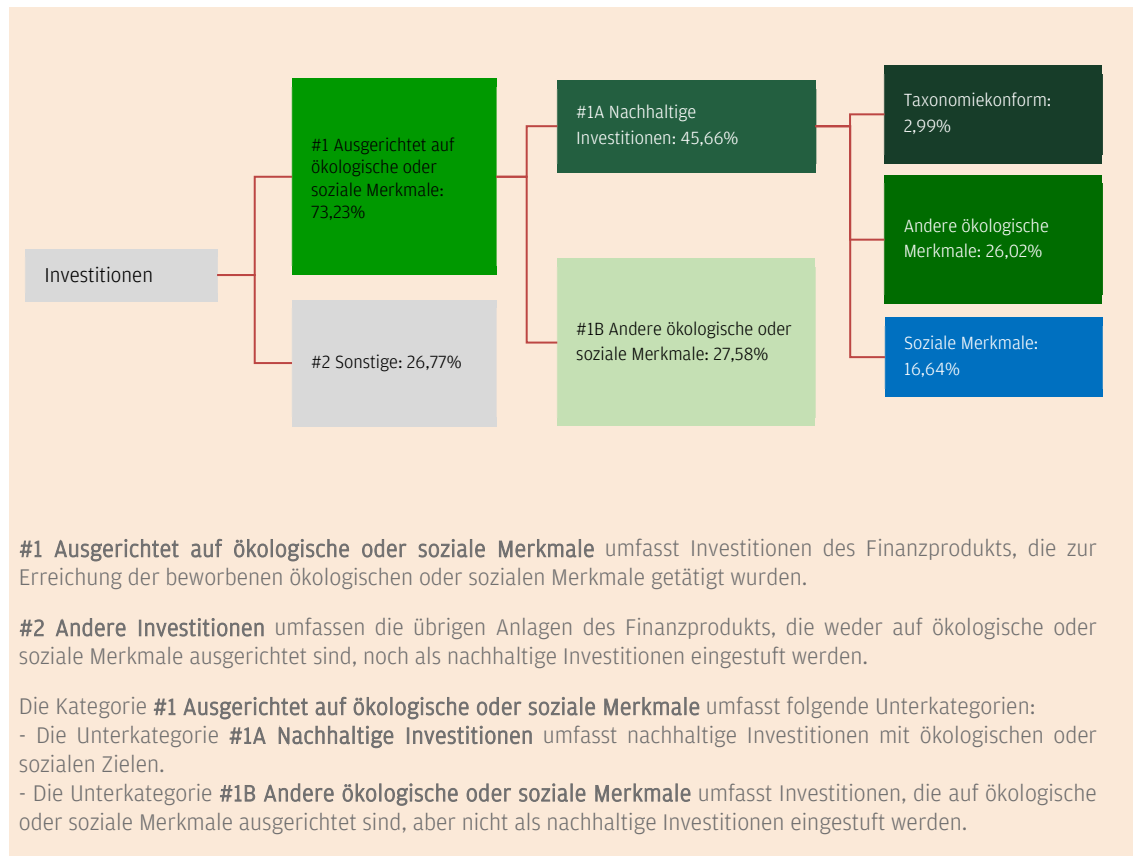 Investitionen
#1 Ausgerichtet auf
ökologische oder
soziale Merkmale:
73,23%
#2 Sonstige: 26,77%
#1A Nachhaltige
Investitionen: 45,66%
#1B Andere ökologische oder
soziale Merkmale: 27,58%
Taxonomiekonform:
2,99%
Andere ökologische
Merkmale: 26,02%
Soziale Merkmale:
16,64%
#1 Ausgerichtet auf ökologische oder soziale Merkmale umfasst Investitionen des Finanzprodukts, die zur
Erreichung der beworbenen ökologischen oder sozialen Merkmale getätigt wurden.
#2 Andere Investitionen umfassen die übrigen Anlagen des Finanzprodukts, die weder auf ökologische oder
soziale Merkmale ausgerichtet sind, noch als nachhaltige Investitionen eingestuft werden.
Die Kategorie #1 Ausgerichtet auf ökologische oder soziale Merkmale umfasst folgende Unterkategorien:
- Die Unterkategorie #1A Nachhaltige Investitionen umfasst nachhaltige Investitionen mit ökologischen oder
sozialen Zielen.
- Die Unterkategorie #1B Andere ökologische oder soziale Merkmale umfasst Investitionen, die auf ökologische
oder soziale Merkmale ausgerichtet sind, aber nicht als nachhaltige Investitionen eingestuft werden.